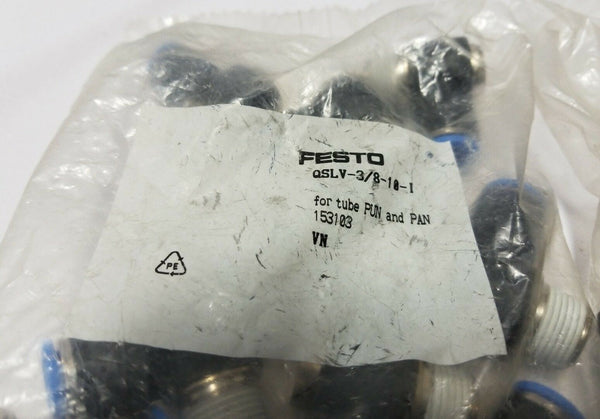 FESTO
QSLV-3/8-10-I
for tube PUN and PAN
153103
VN
PE